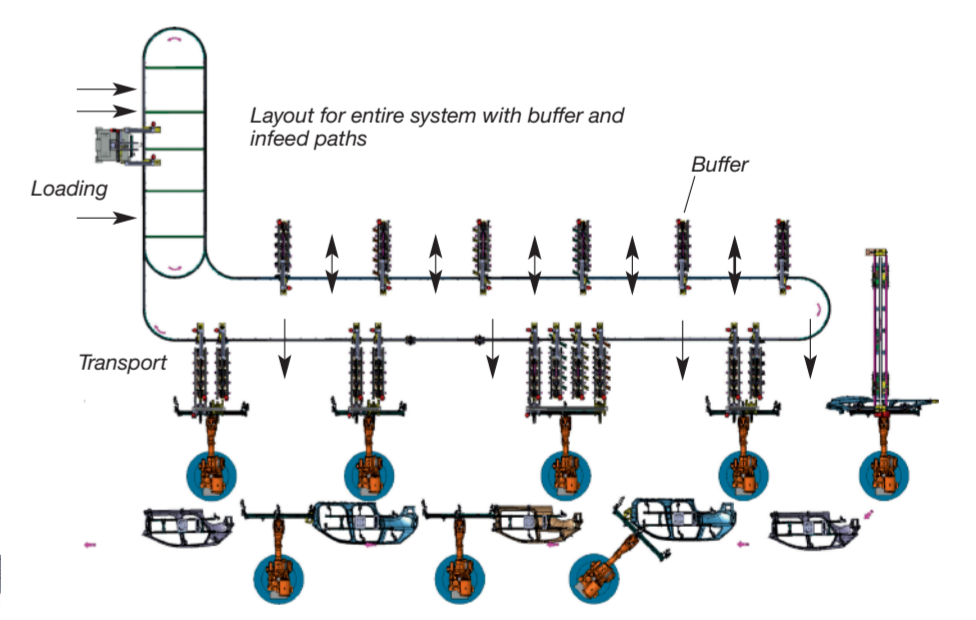 Layout for entire system with buffer and
infeed paths
Buffer
Loading
Transport